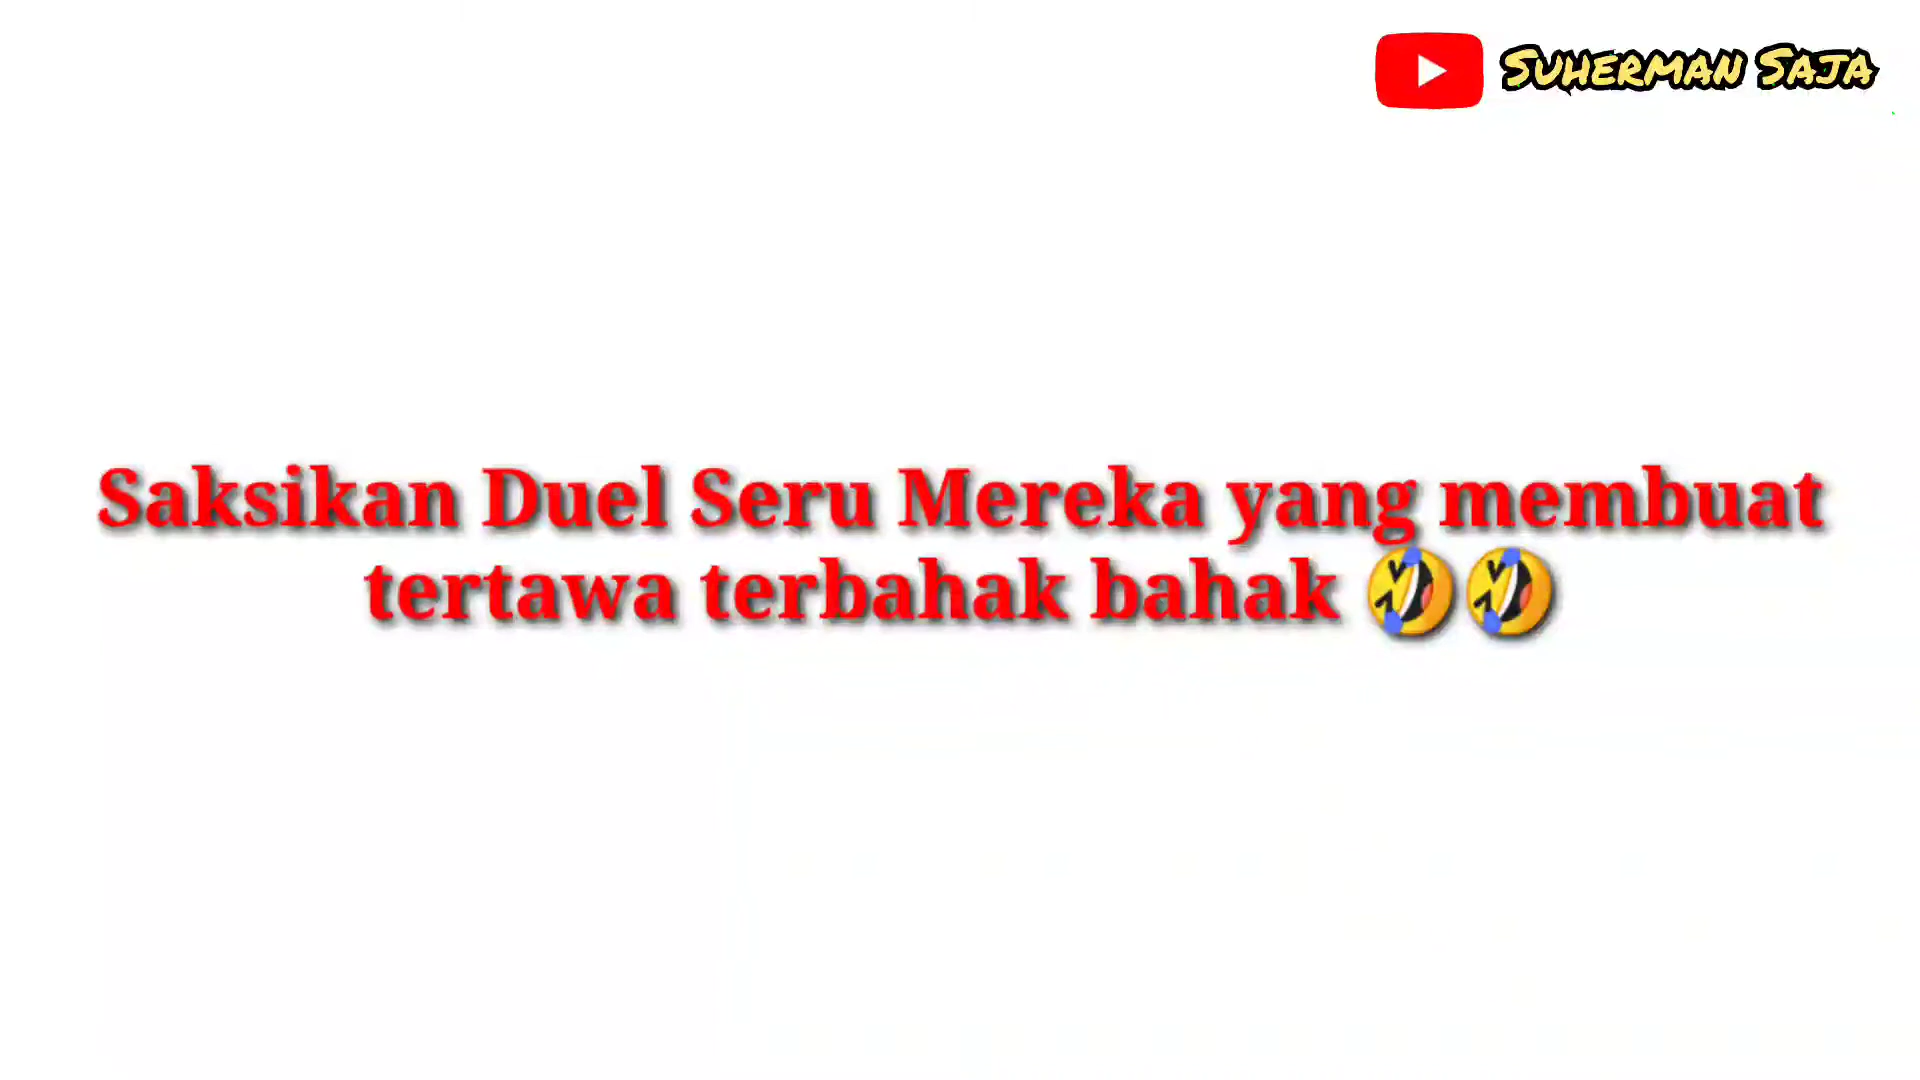 Suherman Saja
Saksikan Duel Seru Mereka yang membuat
tertawa terbahak bahak 🤣🤣